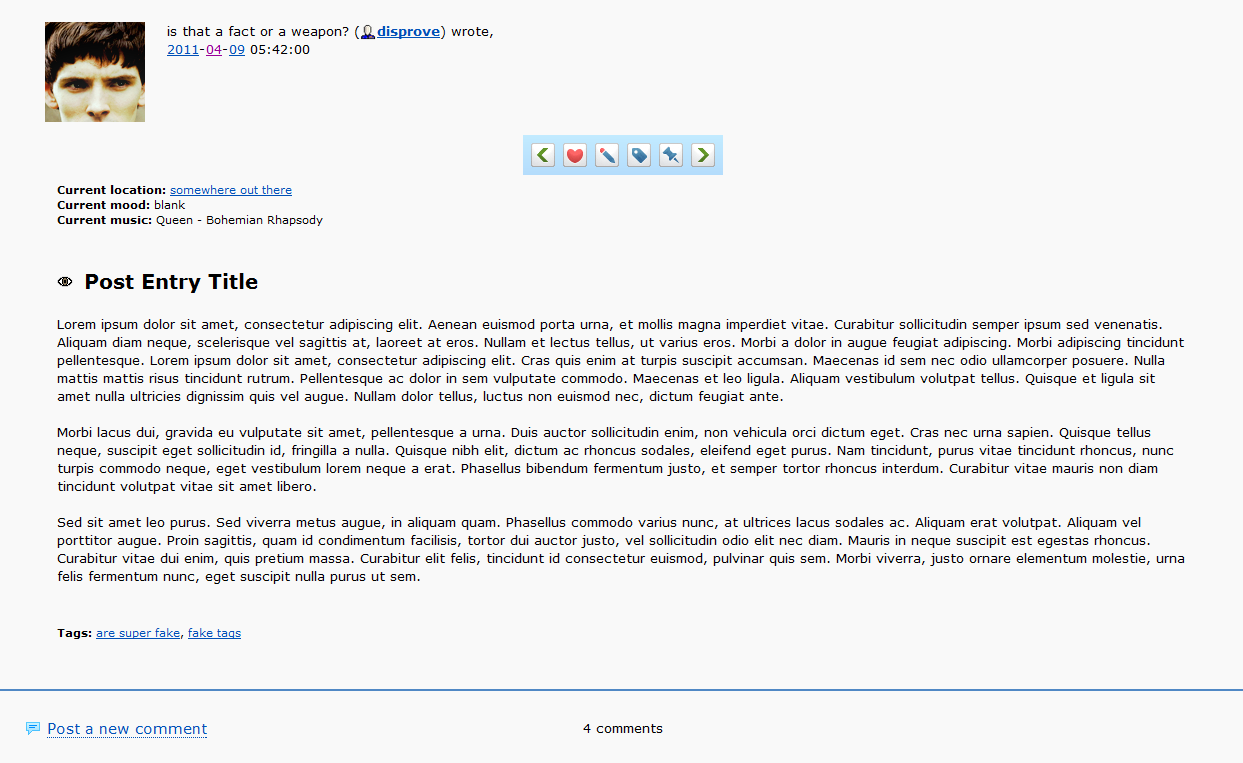 is that a fact or a weapon? (disprove) wrote,
2011-04-09 05:42:00
Current location: somewhere out there
Current mood: blank
Current music: Queen - Bohemian Rhapsody
Post Entry Title
Lorem ipsum dolor sit amet, consectetur adipiscing elit. Aenean euismod porta urna, et mollis magna imperdiet vitae. Curabitur sollicitudin semper ipsum sed venenatis.
Aliquam diam neque, scelerisque vel sagittis at, laoreet at eros. Nullam et lectus tellus, ut varius eros. Morbi a dolor in augue feugiat adipiscing. Morbi adipiscing tincidunt
pellentesque. Lorem ipsum dolor sit amet, consectetur adipiscing elit. Cras quis enim at turpis suscipit accumsan. Maecenas id sem nec odio ullamcorper posuere. Nulla
mattis mattis risus tincidunt rutrum. Pellentesque ac dolor in sem vulputate commodo. Maecenas et leo ligula. Aliquam vestibulum volutpat tellus. Quisque et ligula sit
amet nulla ultricies dignissim quis vel augue. Nullam dolor tellus, luctus non euismod nec, dictum feugiat ante.
Morbi lacus dui, gravida eu vulputate sit amet, pellentesque a urna. Duis auctor sollicitudin enim, non vehicula orci dictum eget. Cras nec urna sapien. Quisque tellus
neque, suscipit eget sollicitudin id, fringilla a nulla. Quisque nibh elit, dictum ac rhoncus sodales, eleifend eget purus. Nam tincidunt, purus vitae tincidunt rhoncus, nunc
turpis commodo neque, eget vestibulum lorem neque a erat. Phasellus bibendum fermentum justo, et semper tortor rhoncus interdum. Curabitur vitae mauris non diam
tincidunt volutpat vitae sit amet libero.
Sed sit amet leo purus. Sed viverra metus augue, in aliquam quam. Phasellus commodo varius nunc, at ultrices lacus sodales ac. Aliquam erat volutpat. Aliquam vel
porttitor augue. Proin sagittis, quam id condimentum facilisis, tortor dui auctor justo, vel sollicitudin odio elit nec diam. Mauris in neque suscipit est egestas rhoncus.
Curabitur vitae dui enim, quis pretium massa. Curabitur elit felis, tincidunt id consectetur euismod, pulvinar quis sem. Morbi viverra, justo ornare elementum molestie, urna
felis fermentum nunc, eget suscipit nulla purus ut sem.
Tags: are super fake, fake tags
Post a new comment
4 comments